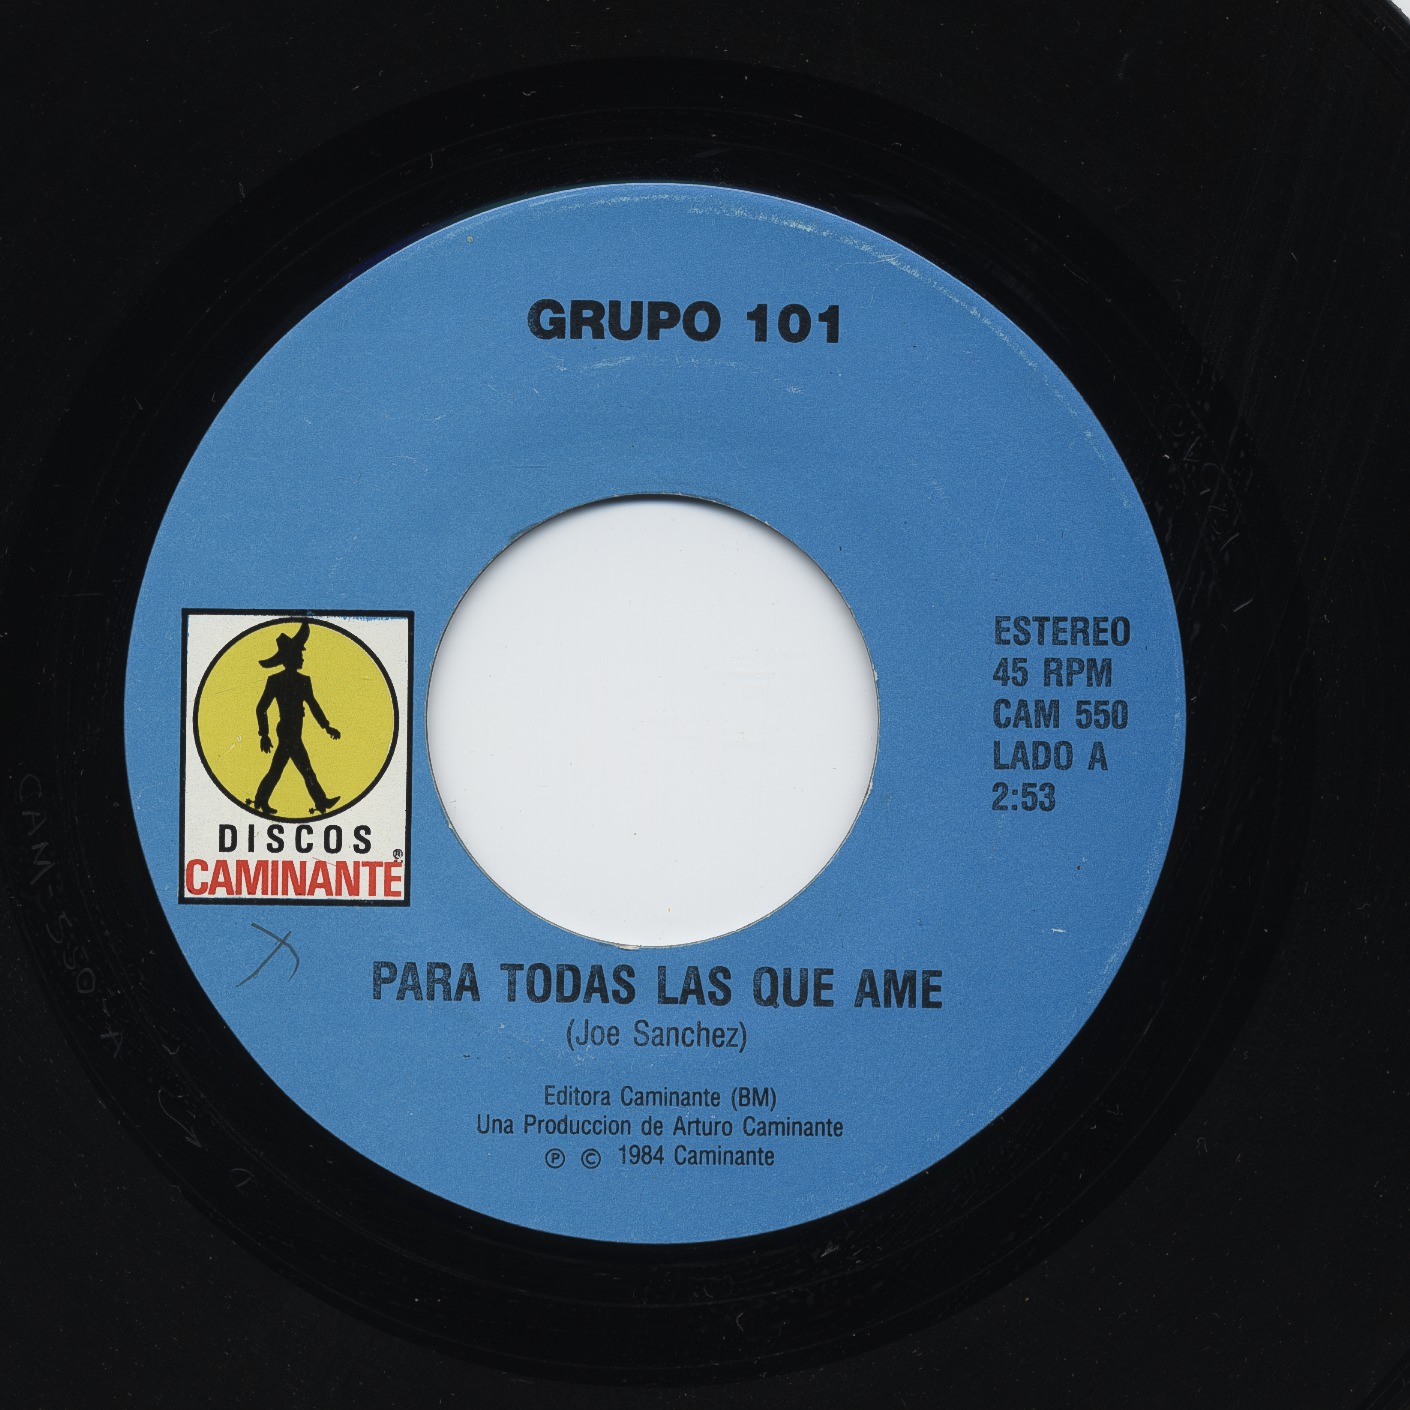 GRUPO 101
ESTEREO
45 RPM
CAM 550
LADO A
2:53
DISCOS
CAMINANTE ®
PARA TODAS LAS QUE AME
(Joe Sanchez)
Editora Caminante (BM)
Una Produccion de Arturo Caminante
Ⓟ © 1984 Caminante
CAM-550-A